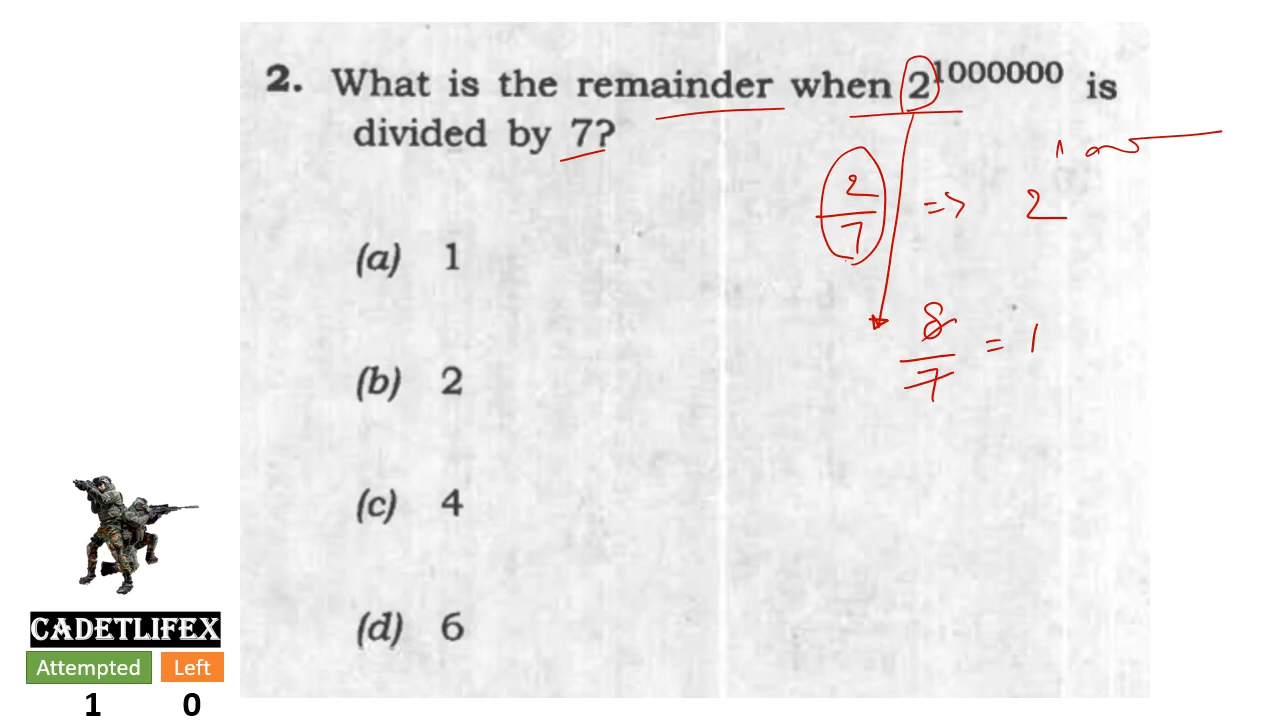 2. What is the remainder when 2^1000000 is
divided by 7?
2/7 => 2
8/7 = 1
(a) 1
(b) 2
(c) 4
(d) 6
CADETLIFEX
Attempted Left
1 0